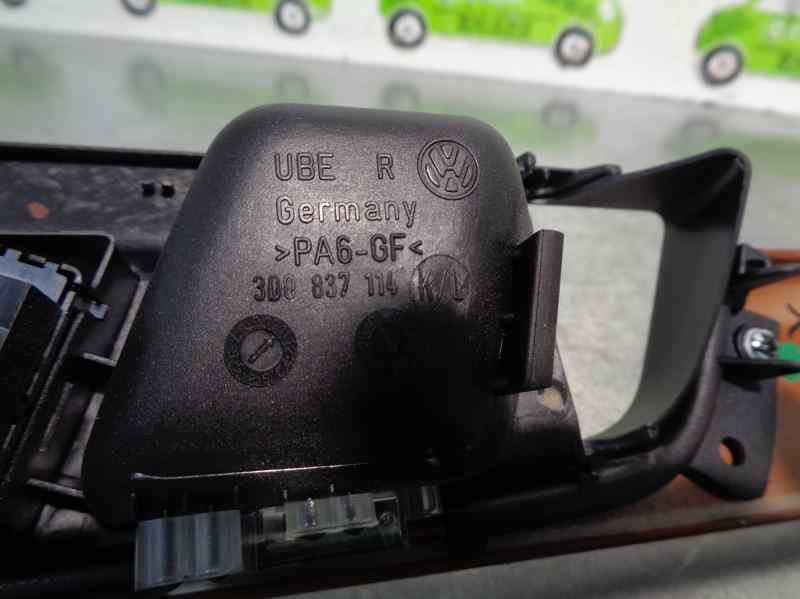 UBE R
Germany
>PA6-GF<
3D0 837 114 K/L